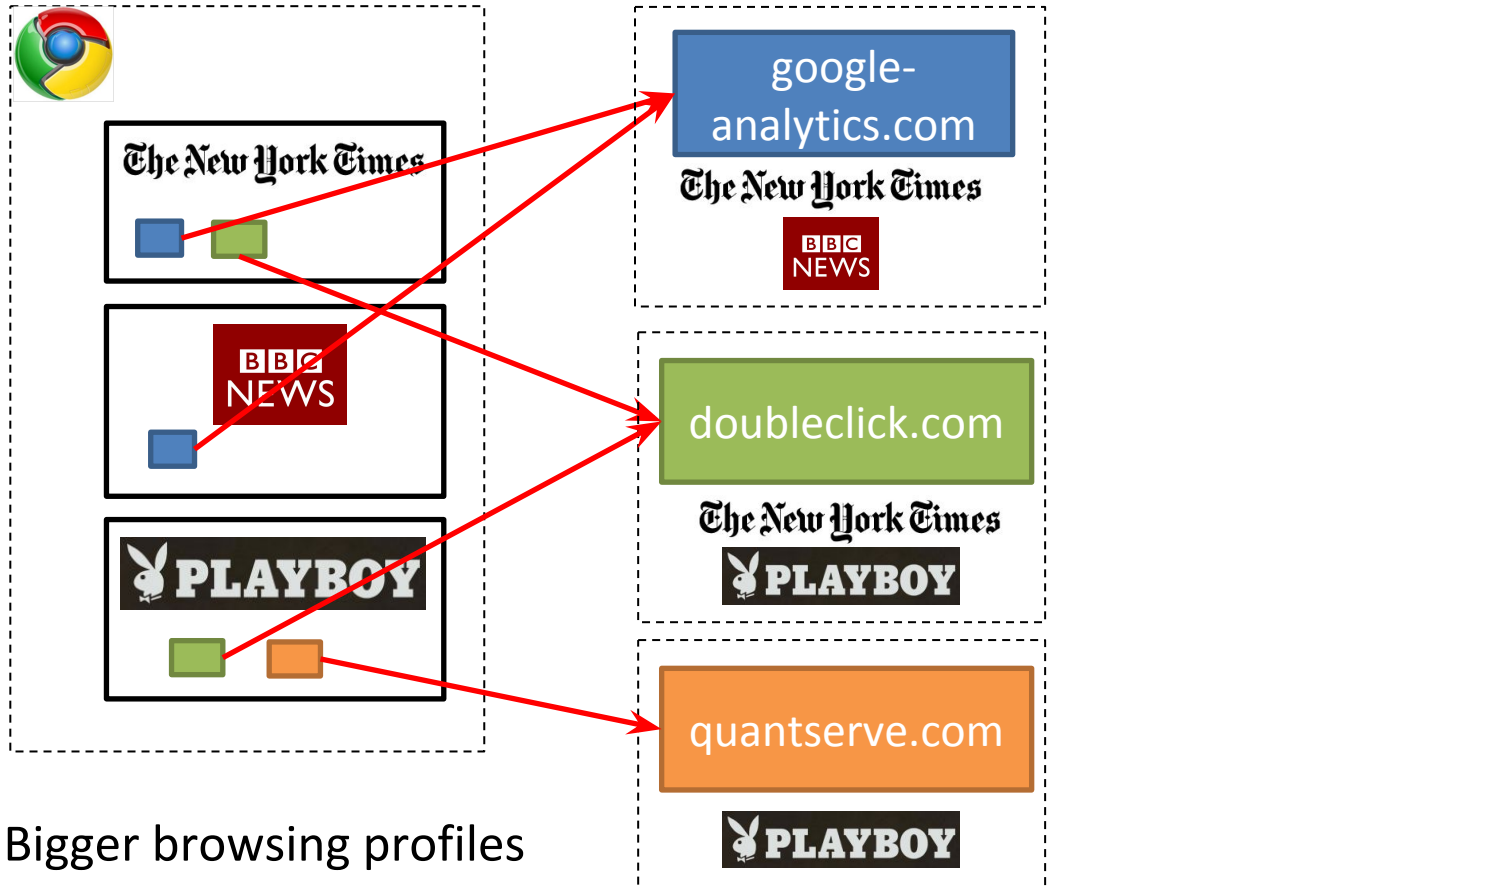 The New York Times
BBC
NEWS
PLAYBOY
google-
analytics.com
The New York Times
BBC
NEWS
doubleclick.com
The New York Times
PLAYBOY
quantserve.com
PLAYBOY
Bigger browsing profiles